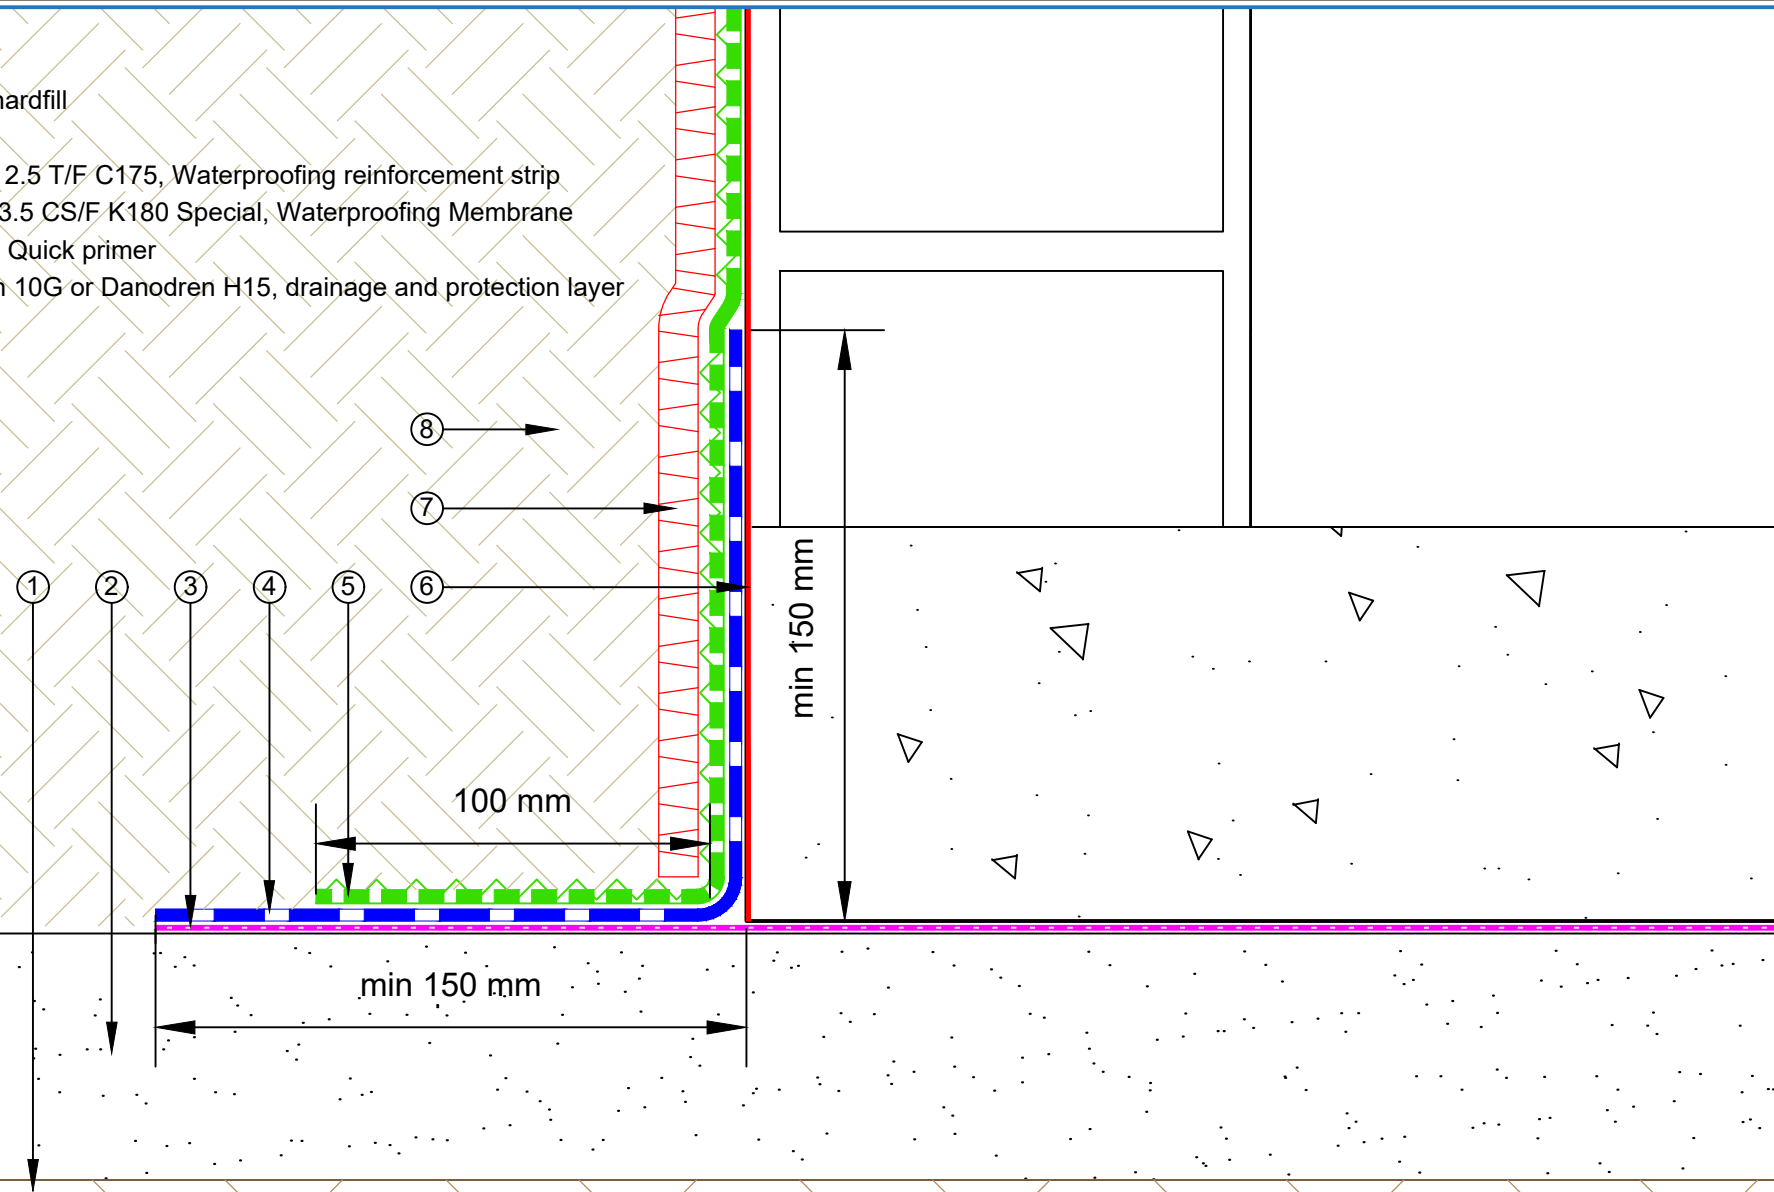 hardfill
2.5 T/F C175, Waterproofing reinforcement strip
3.5 CS/F K180 Special, Waterproofing Membrane
Quick primer
10G or Danodren H15, drainage and protection layer
8
7
1
2
3
4
5
6
min 150 mm
100 mm
min 150 mm